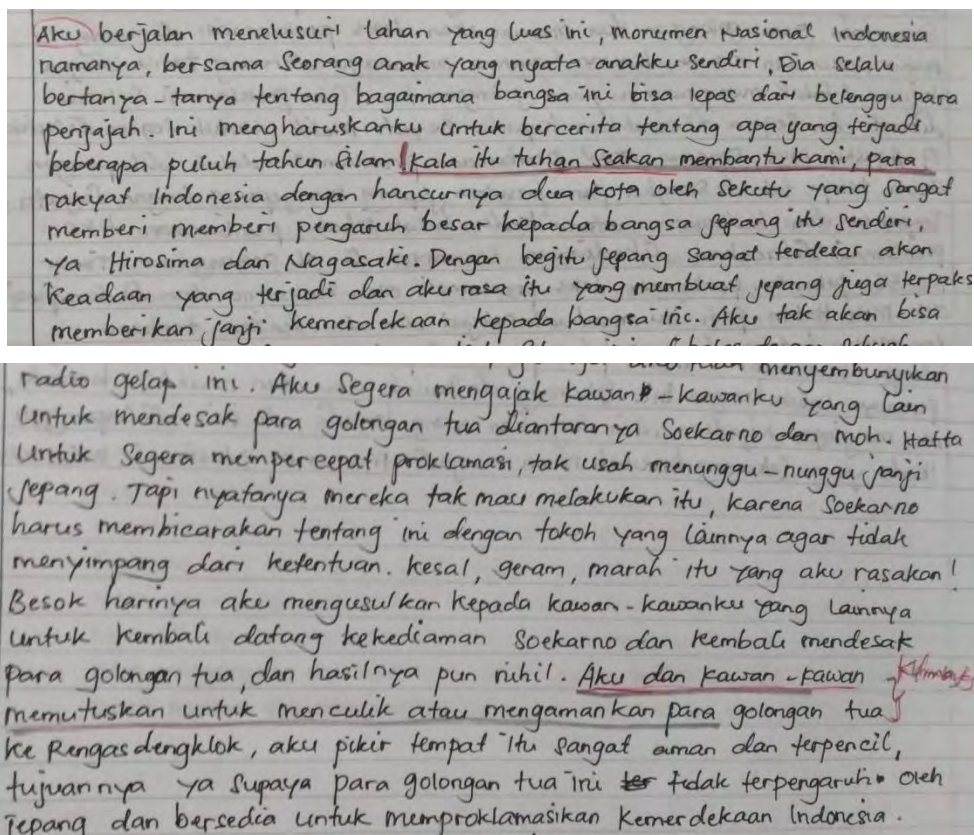 Aku berjalan menelusuri lahan yang luas ini, monumen Nasional Indonesia
namanya, bersama seorang anak yang nyata anakku sendiri, Dia selalu
bertanya-tanya tentang bagaimana bangsa ini bisa lepas dari belenggu para
penjajah. Ini mengharuskanku untuk bercerita tentang apa yang terjadi
beberapa puluh tahun silam kala itu tuhan seakan membantu kami, para
rakyat Indonesia dengan hancurnya dua kota oleh sekutu yang sangat
memberi memberi pengaruh besar kepada bangsa jepang itu sendiri,
ya Hirosima dan Nagasaki. Dengan begitu jepang sangat terdesar akan
keadaan yang terjadi dan aku rasa itu yang membuat jepang juga terpaks
memberikan janji kemerdekaan kepada bangsa inc. Aku tak akan bisa
menyembunyikan
radio gelap ini. Aku segera mengajak kawan-kawanku yang lain
untuk mendesak para golongan tua diantaranya Soekarno dan Moh. Hatta
untuk segera mempercepat proklamasi, tak usah menunggu-nunggu janji
Jepang. Tapi nyatanya mereka tak mau melakukan itu, karena Soekarno
harus membicarakan tentang ini dengan tokoh yang lainnya agar tidak
menyimpang dari ketentuan. Kesal, geram, marah itu yang aku rasakan!
Besok harinya aku mengusulkan kepada kawan-kawanku yang lainnya
untuk kembali datang kekediaman Soekarno dan kembali mendesak
para golongan tua, dan hasilnya pun nihil. Aku dan kawan-kawan
memutuskan untuk menculik atau mengamankan para golongan tua
ke Rengasdengklok, aku pikir tempat itu sangat aman dan terpencil,
tujuannya ya supaya para golongan tua ini tidak terpengaruh oleh
Jepang dan bersedia untuk memproklamasikan Kemerdekaan Indonesia.